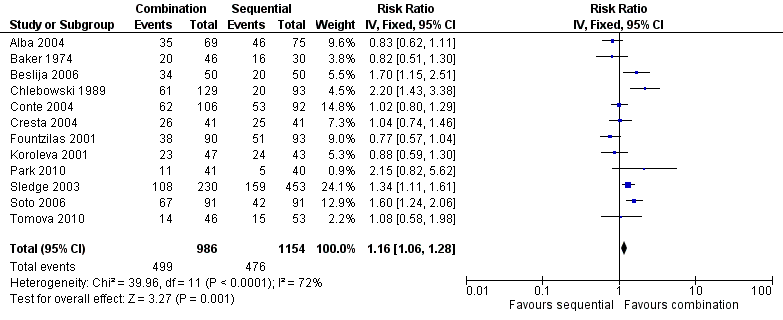 Combination Sequential Risk Ratio Risk Ratio
Study or Subgroup Events Total Events Total Weight IV, Fixed, 95% CI IV, Fixed, 95% CI
Alba 2004 35 69 46 75 9.6% 0.83 [0.62, 1.11]
Baker 1974 20 46 16 30 3.8% 0.82 [0.51, 1.30]
Beslija 2006 34 50 20 50 5.3% 1.70 [1.15, 2.51]
Chlebowski 1989 61 129 20 93 4.3% 2.20 [1.43, 3.38]
Conte 2004 62 106 53 92 14.8% 1.02 [0.80, 1.29]
Cresta 2004 26 41 25 41 7.2% 1.04 [0.74, 1.46]
Fountzilas 2001 38 90 51 93 8.9% 0.77 [0.57, 1.04]
Koroleva 2001 23 47 24 43 5.2% 0.88 [0.59, 1.30]
Park 2010 11 41 5 40 0.9% 2.15 [0.82, 5.62]
Sledge 2003 108 230 159 453 24.1% 1.34 [1.11, 1.61]
Soto 2006 67 91 42 91 12.9% 1.60 [1.24, 2.06]
Tomova 2010 14 46 15 53 2.2% 1.08 [0.58, 1.98]
Total (95% CI) 986 1154 100.0% 1.16 [1.06, 1.28]
Total events 499 476
Heterogeneity: Chi² = 39.96, df = 11 (P < 0.0001); I² = 72%
Test for overall effect: Z = 3.27 (P = 0.001)
0.01 0.1 1 10 100
Favours sequential Favours combination